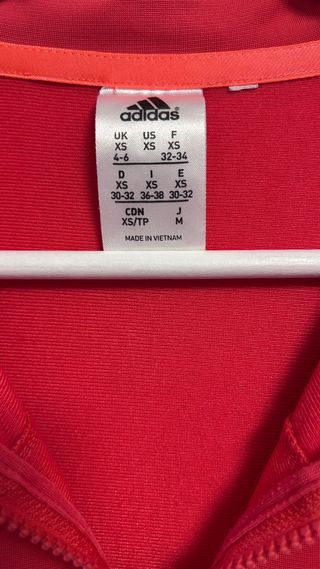 adidas®
UK US F
XS XS XS
4-6 32-34
D I E
XS XS XS
30-32 36-38 30-32
CDN J
XS/TP M
MADE IN VIETNAM